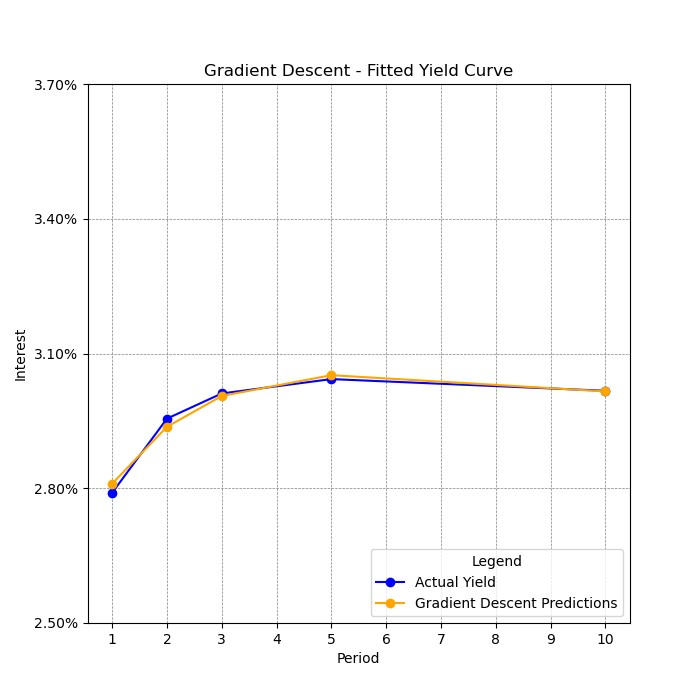 Gradient Descent - Fitted Yield Curve
3.70%
3.40%
3.10%
2.80%
2.50%
Interest
1 2 3 4 5 6 7 8 9 10
Period
Legend
Actual Yield
Gradient Descent Predictions